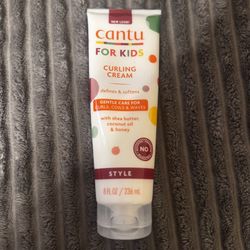 NEW LOOK!
cantu
FOR KIDS
CURLING
CREAM
defines & softens
GENTLE CARE FOR
CURLS, COILS & WAVES
with shea butter,
coconut oil
& honey
NO
STYLE
8 FL OZ / 236 mL